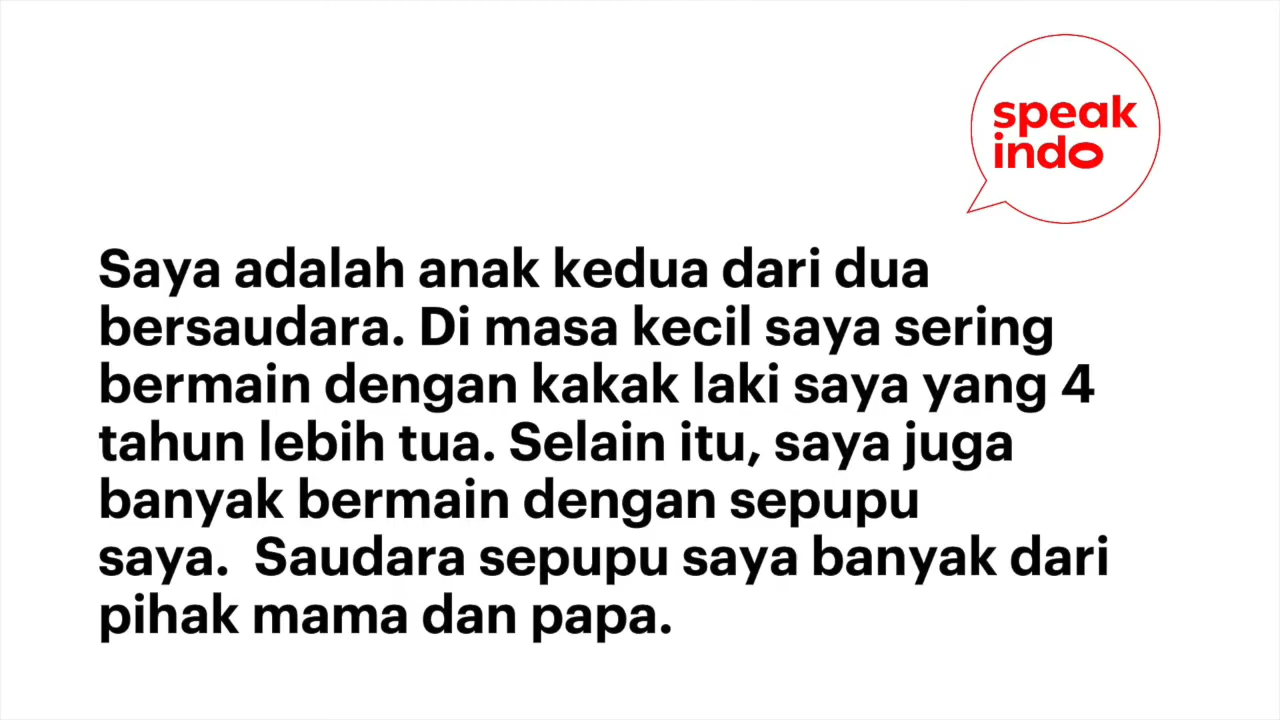 speak
indo
Saya adalah anak kedua dari dua
bersaudara. Di masa kecil saya sering
bermain dengan kakak laki saya yang 4
tahun lebih tua. Selain itu, saya juga
banyak bermain dengan sepupu
saya.  Saudara sepupu saya banyak dari
pihak mama dan papa.